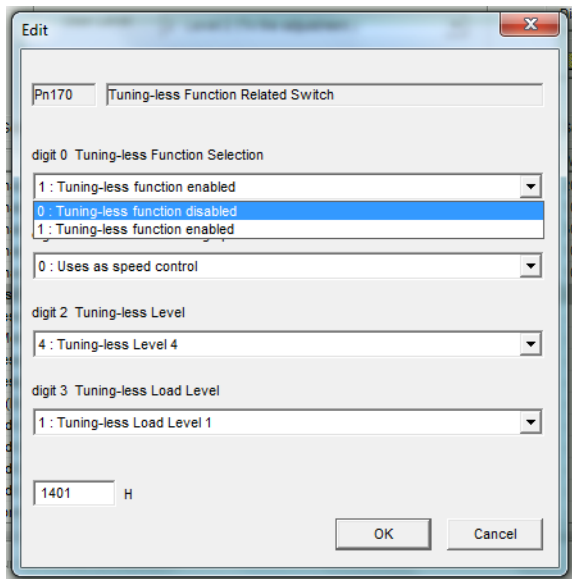 Edit
Pn170 Tuning-less Function Related Switch
digit 0 Tuning-less Function Selection
1 : Tuning-less function enabled
0 : Tuning-less function disabled
1 : Tuning-less function enabled
0 : Uses as speed control
digit 2 Tuning-less Level
4 : Tuning-less Level 4
digit 3 Tuning-less Load Level
1 : Tuning-less Load Level 1
1401 H
OK Cancel